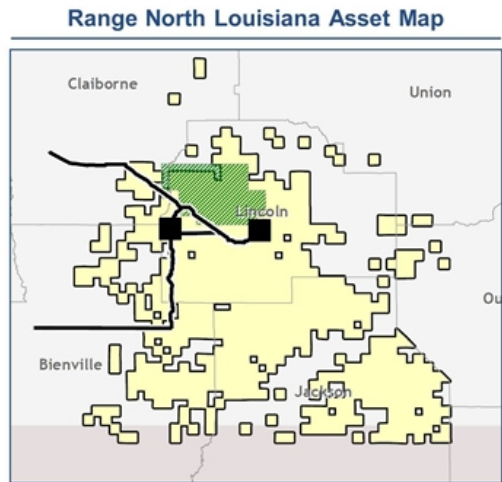 Range North Louisiana Asset Map
Claiborne
Union
Lincoln
Ou
Bienville
Jackson